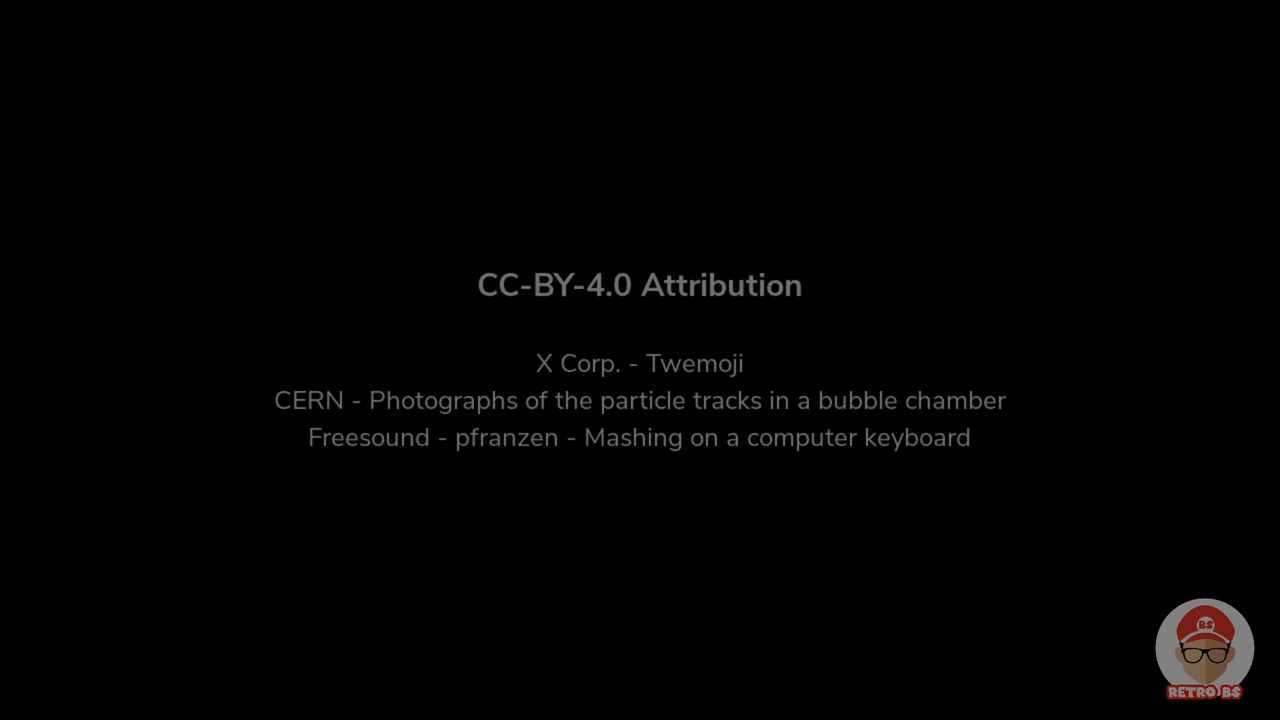 CC-BY-4.0 Attribution
X Corp. - Twemoji
CERN - Photographs of the particle tracks in a bubble chamber
Freesound - pfranzen - Mashing on a computer keyboard
BS
RETRO BS